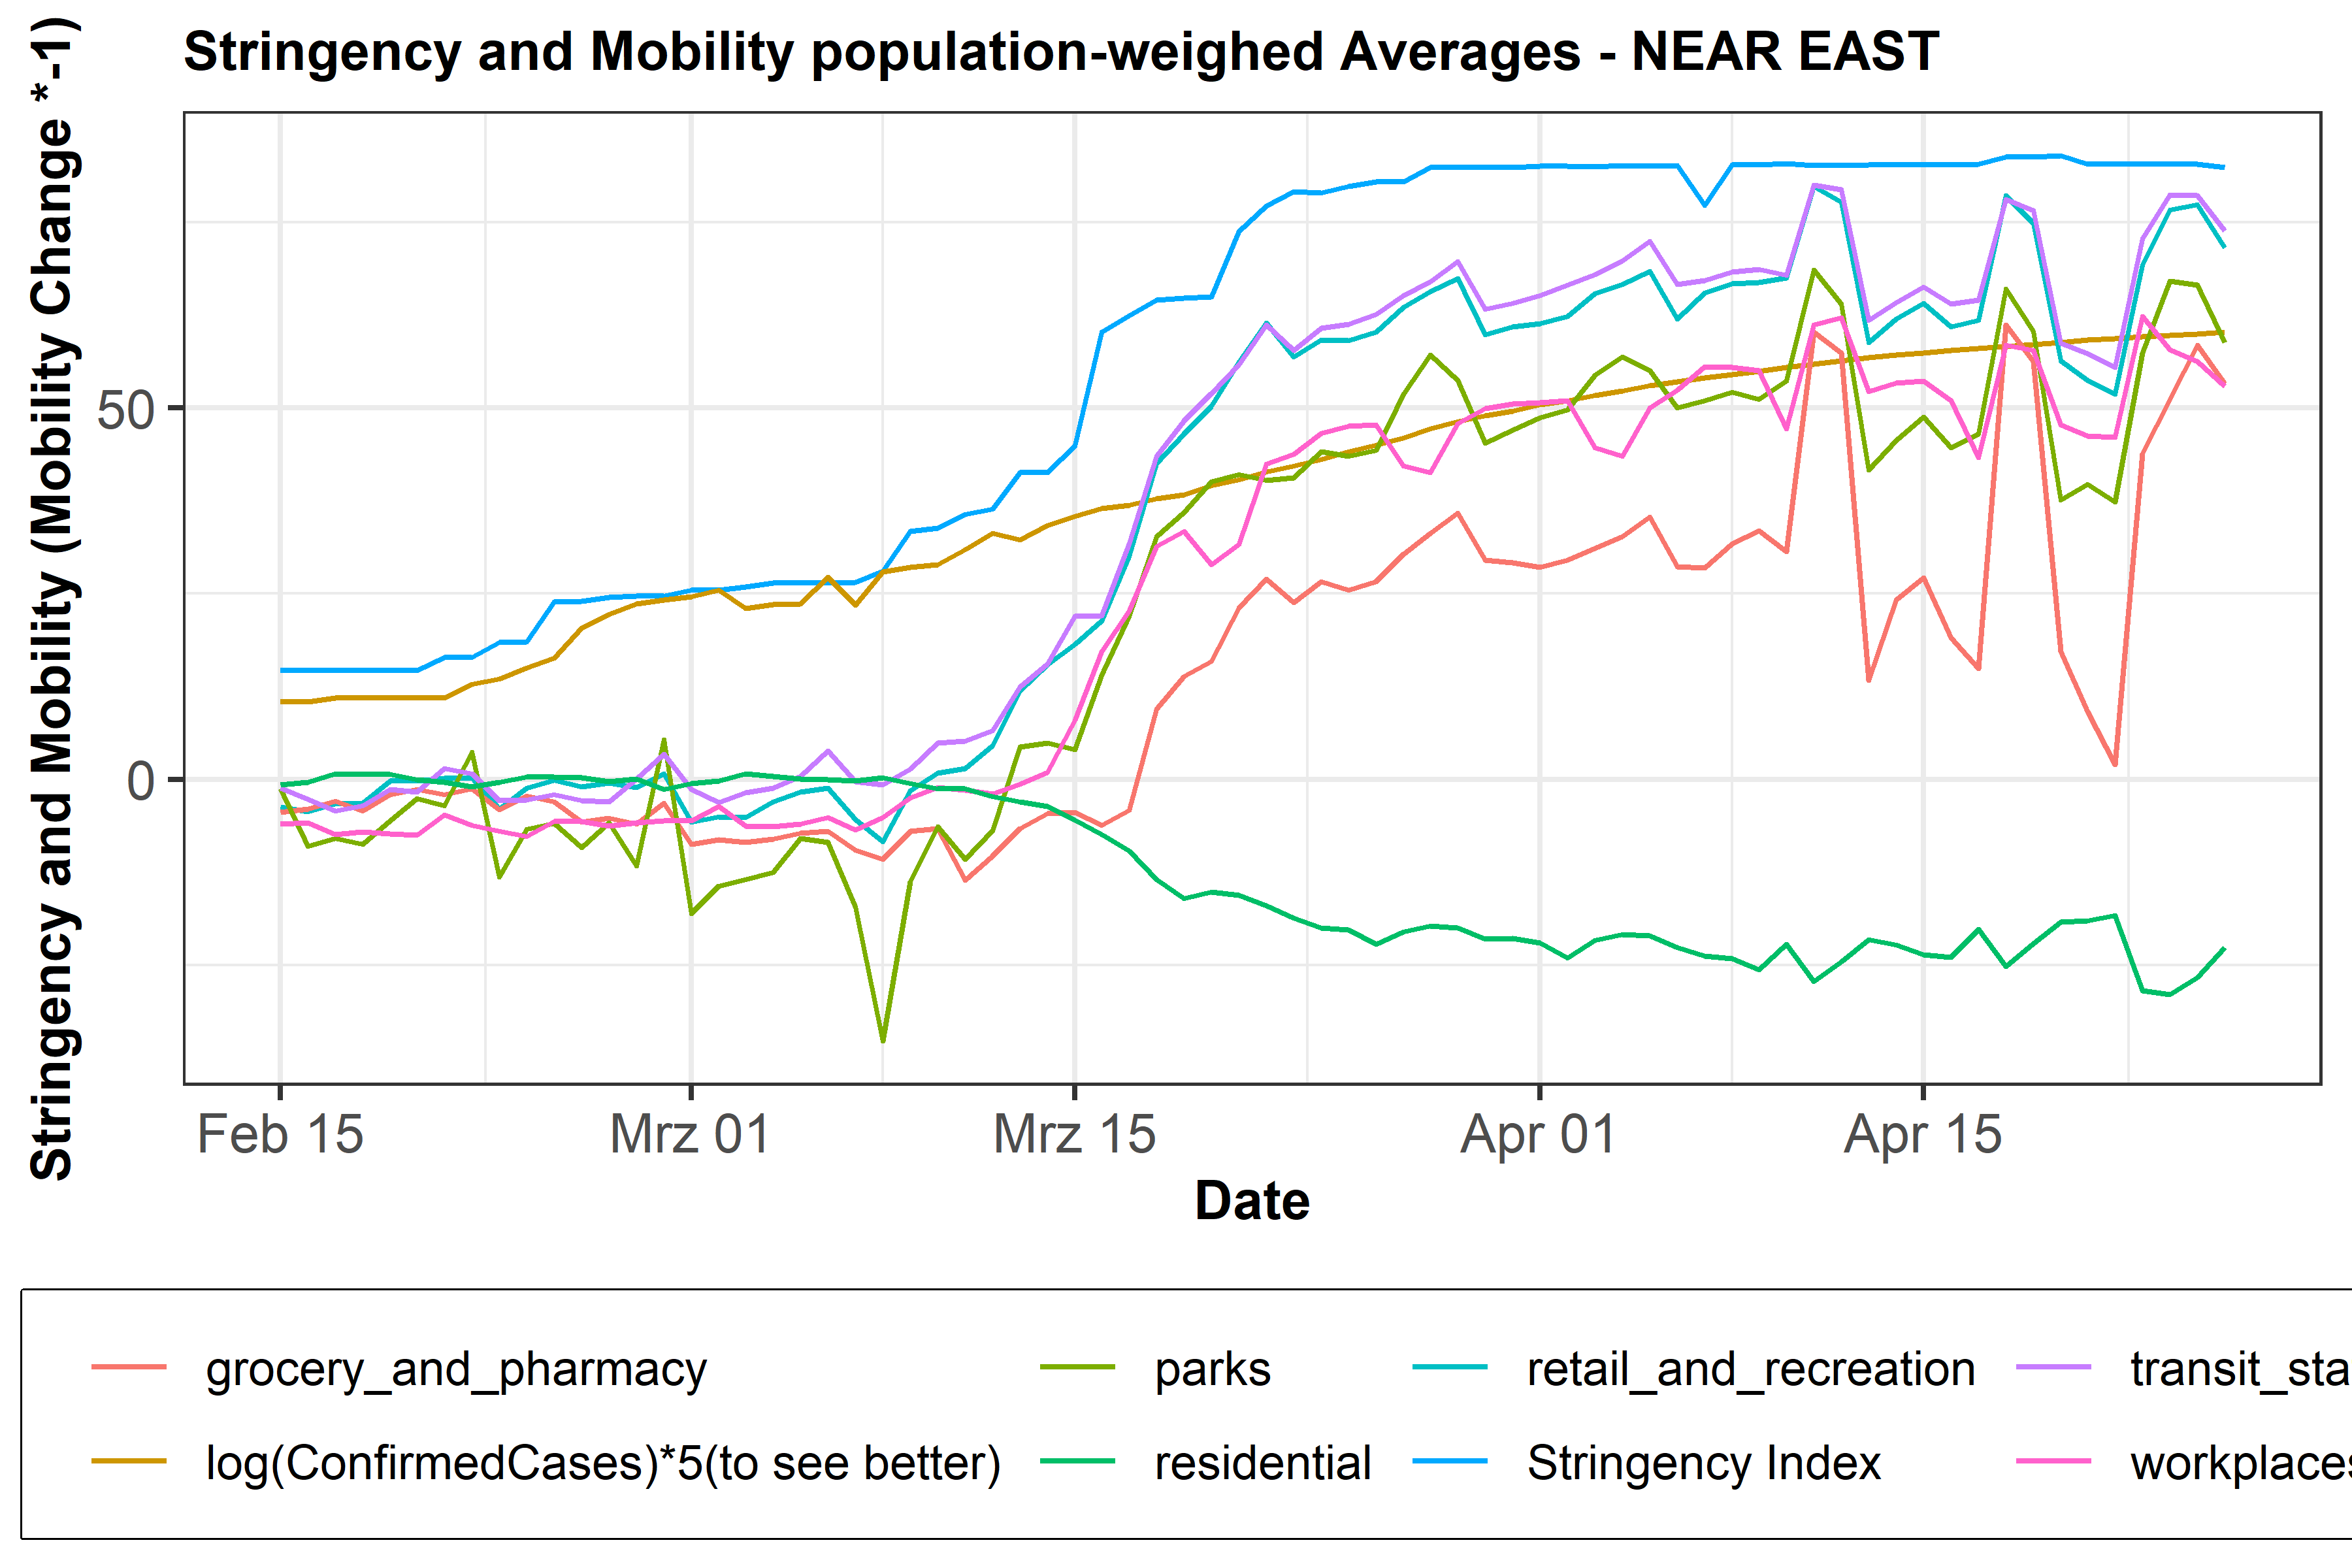 Stringency and Mobility population-weighed Averages - NEAR EAST
Stringency and Mobility (Mobility Change *-1)
50
0
Feb 15
Mrz 01
Mrz 15
Apr 01
Apr 15
Date
grocery_and_pharmacy
parks
retail_and_recreation
transit_sta
log(ConfirmedCases)*5(to see better)
residential
Stringency Index
workplaces